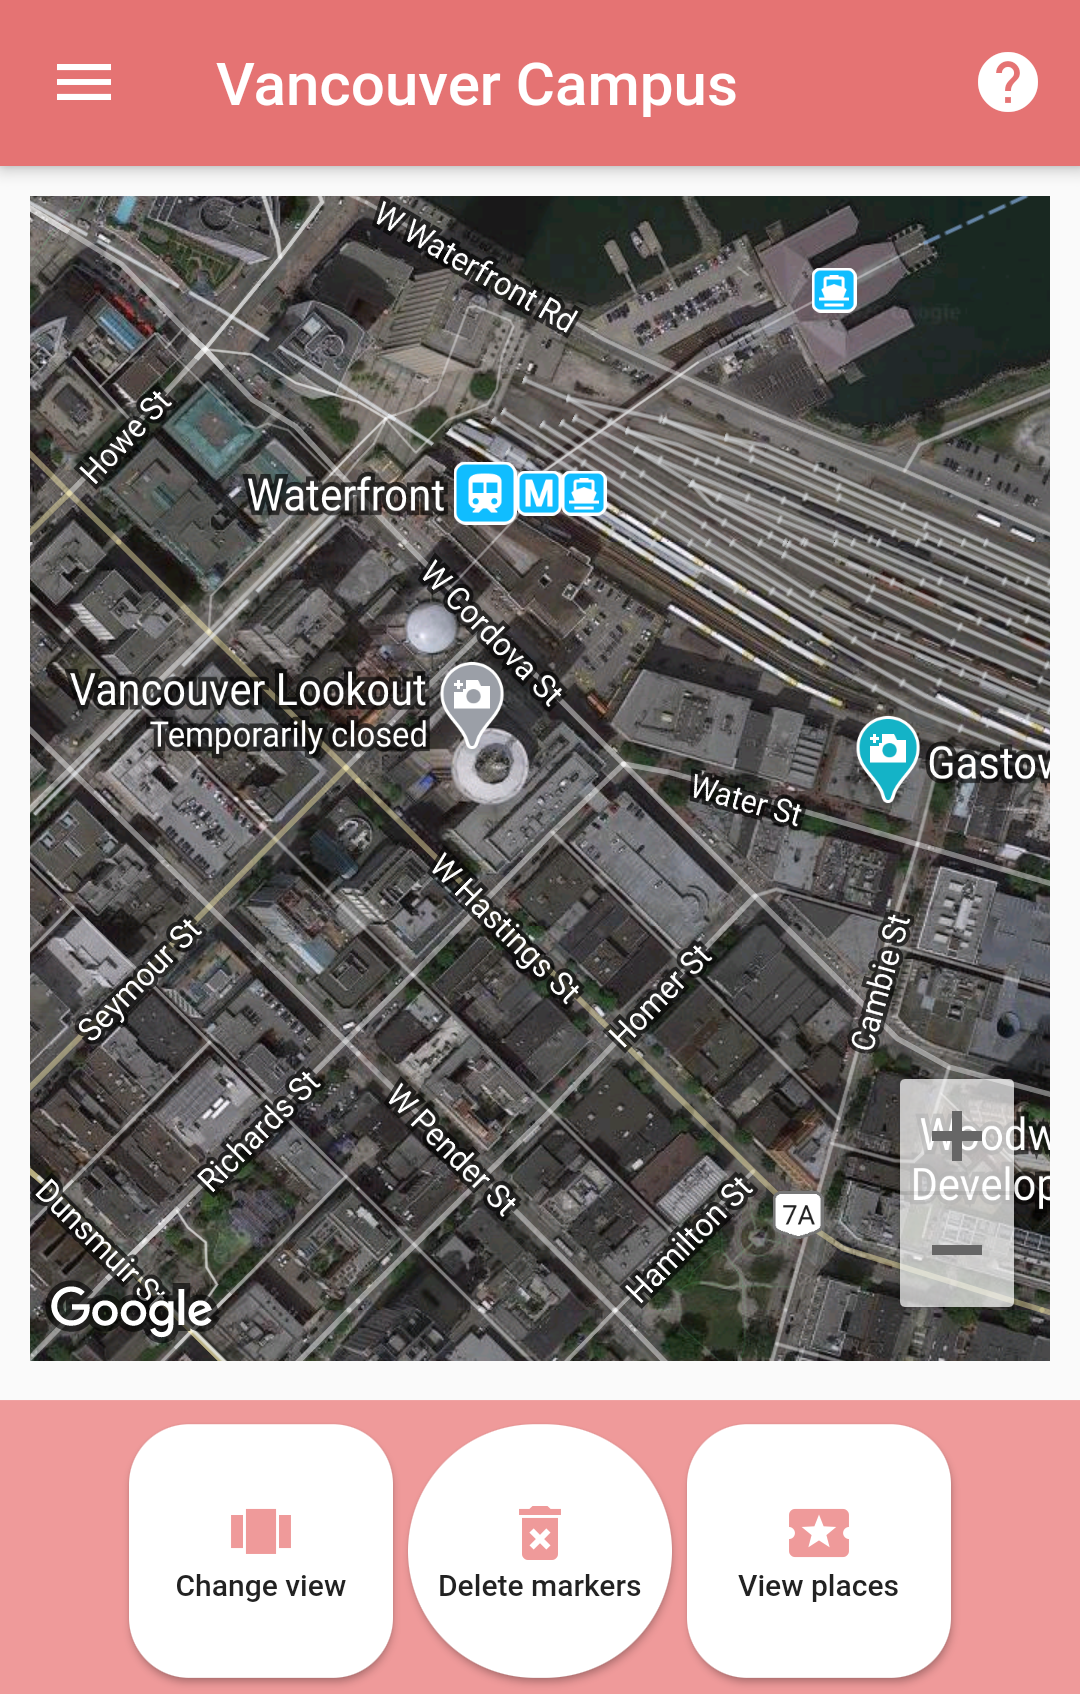 Vancouver Campus
W Waterfront Rd
Howe St
Waterfront
M
W Cordova St
Vancouver Lookout
Temporarily closed
Gastow
Water St
W Hastings St
Seymour St
Homer St
Cambie St
Richards St
W Pender St
Woodw
Develop
Dunsmuir St
Hamilton St
7A
Google
Change view
Delete markers
View places